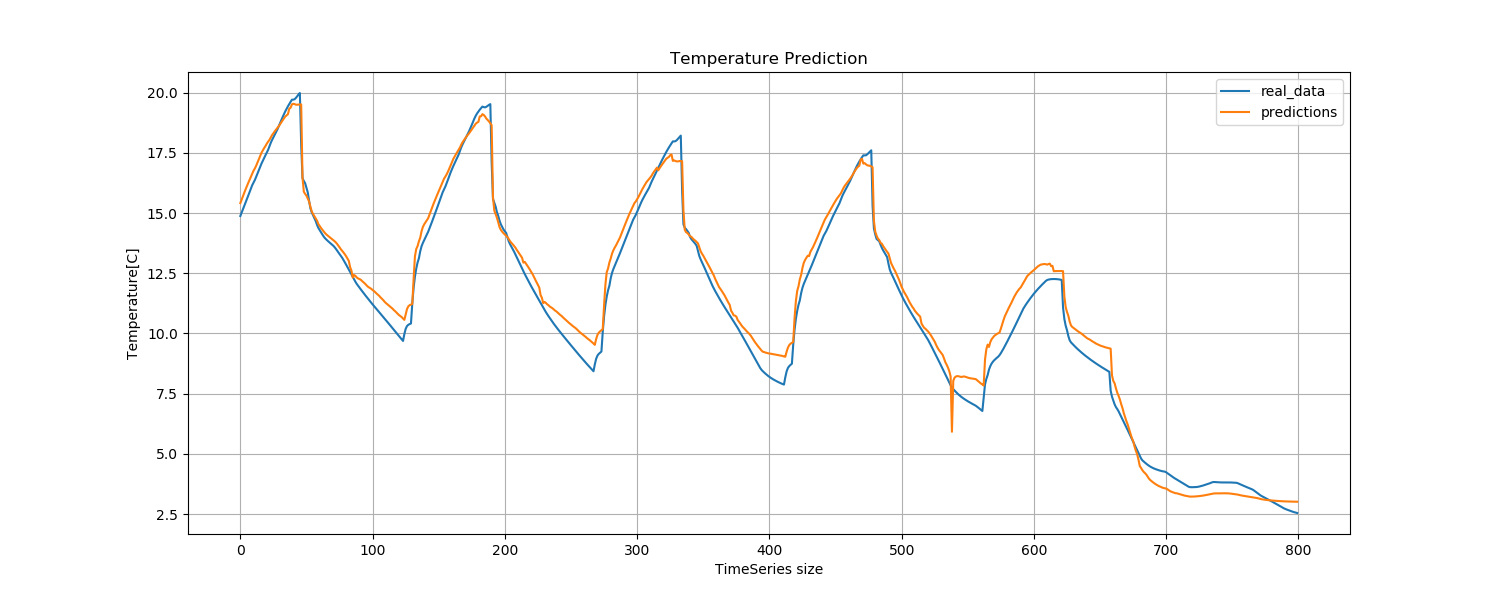 Temperature Prediction
real_data
predictions
Temperature[C]
20.0
17.5
15.0
12.5
10.0
7.5
5.0
2.5
0 100 200 300 400 500 600 700 800
TimeSeries size